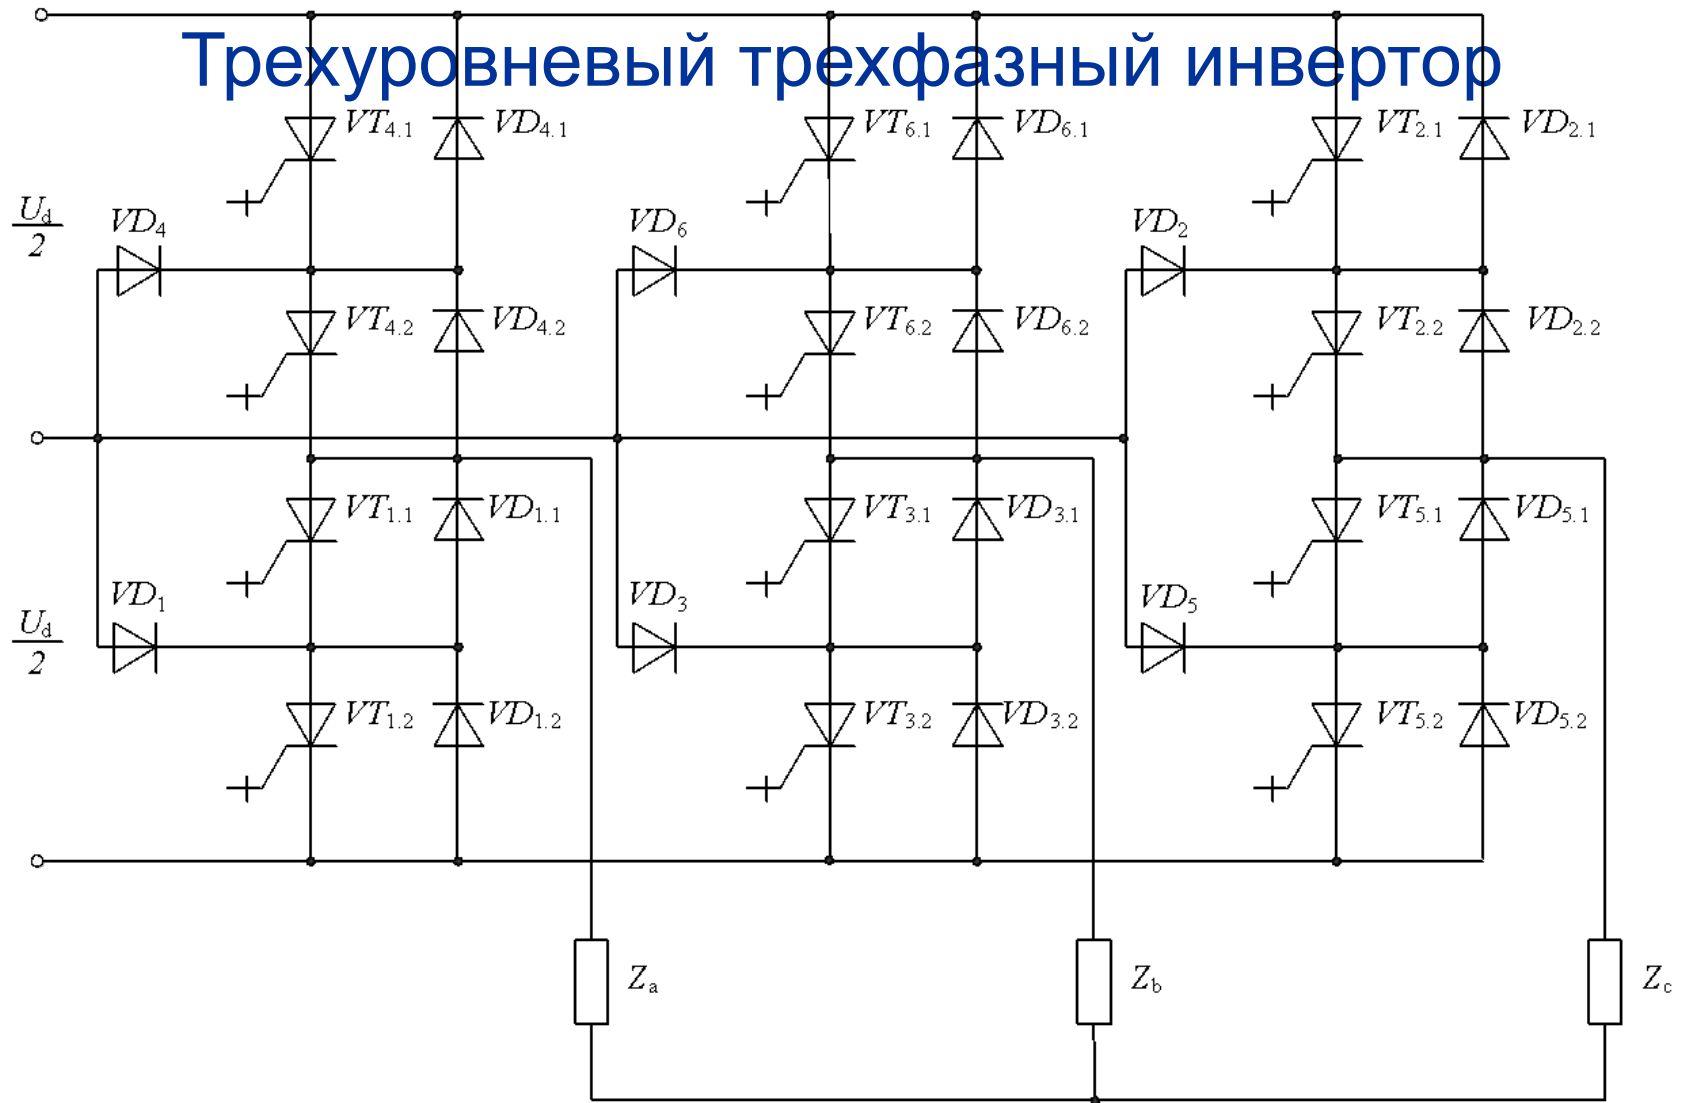 Трехуровневый трехфазный инвертор
VT4.1 VD4.1 VT6.1 VD6.1 VT2.1 VD2.1
Ud
2
VD4 VD6 VD2
VT4.2 VD4.2 VT6.2 VD6.2 VT2.2 VD2.2
VT1.1 VD1.1 VT3.1 VD3.1 VT5.1 VD5.1
VD1 VD3 VD5
Ud
2
VT1.2 VD1.2 VT3.2 VD3.2 VT5.2 VD5.2
Za Zb Zc